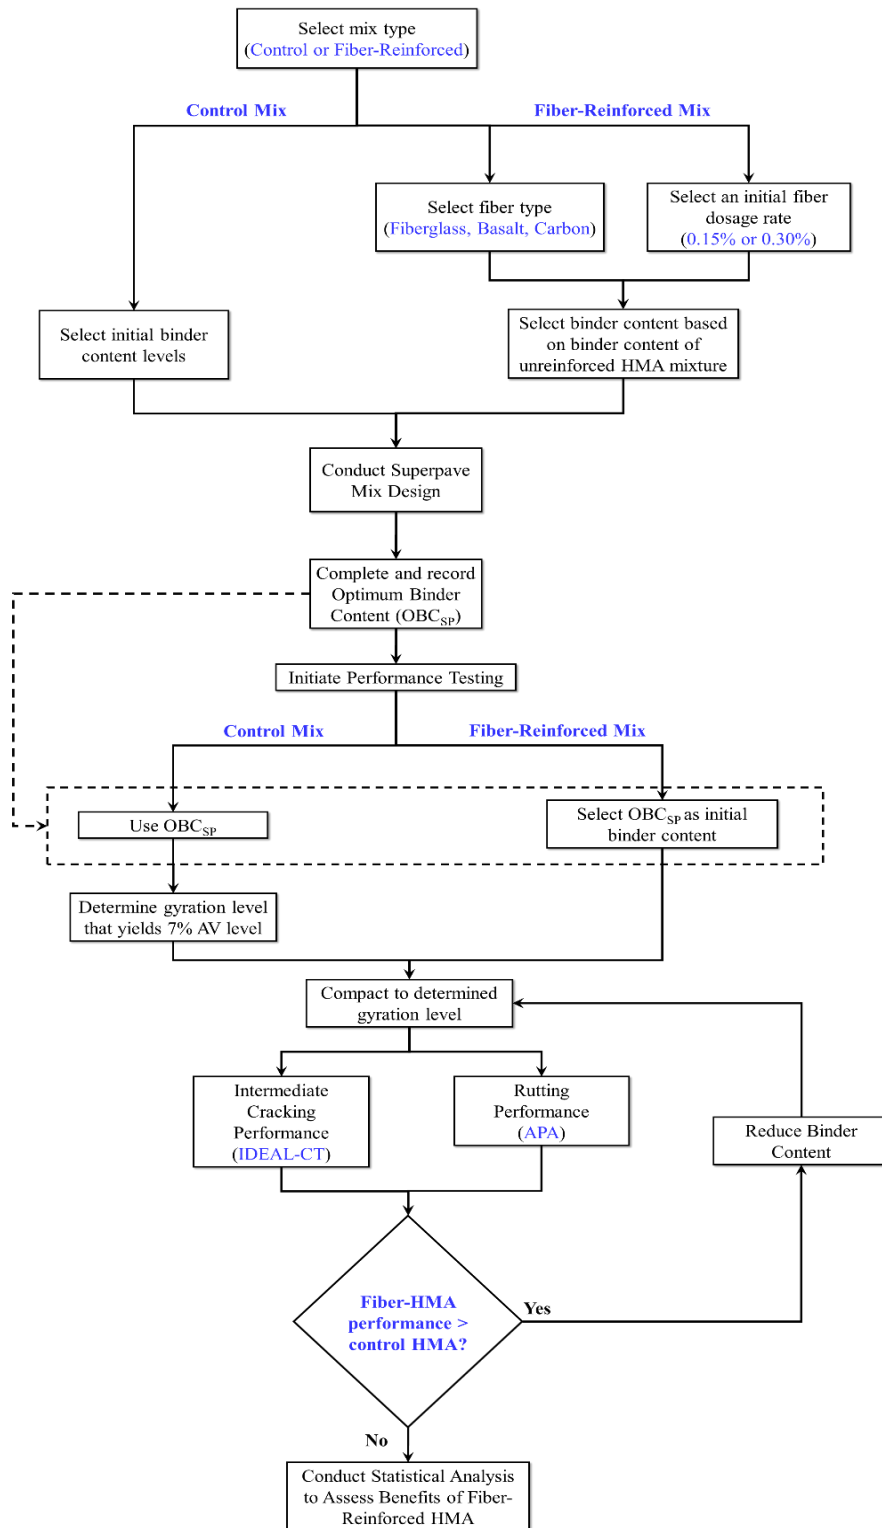 Select mix type
(Control or Fiber-Reinforced)
Control Mix
Fiber-Reinforced Mix
Select fiber type
(Fiberglass, Basalt, Carbon)
Select an initial fiber
dosage rate
(0.15% or 0.30%)
Select initial binder
content levels
Select binder content based
on binder content of
unreinforced HMA mixture
Conduct Superpave
Mix Design
Complete and record
Optimum Binder
Content (OBCSP)
Initiate Performance Testing
Control Mix
Fiber-Reinforced Mix
Use OBCSP
Select OBCSP as initial
binder content
Determine gyration level
that yields 7% AV level
Compact to determined
gyration level
Intermediate
Cracking
Performance
(IDEAL-CT)
Rutting
Performance
(APA)
Reduce Binder
Content
Fiber-HMA
performance >
control HMA?
Yes
No
Conduct Statistical Analysis
to Assess Benefits of Fiber-
Reinforced HMA